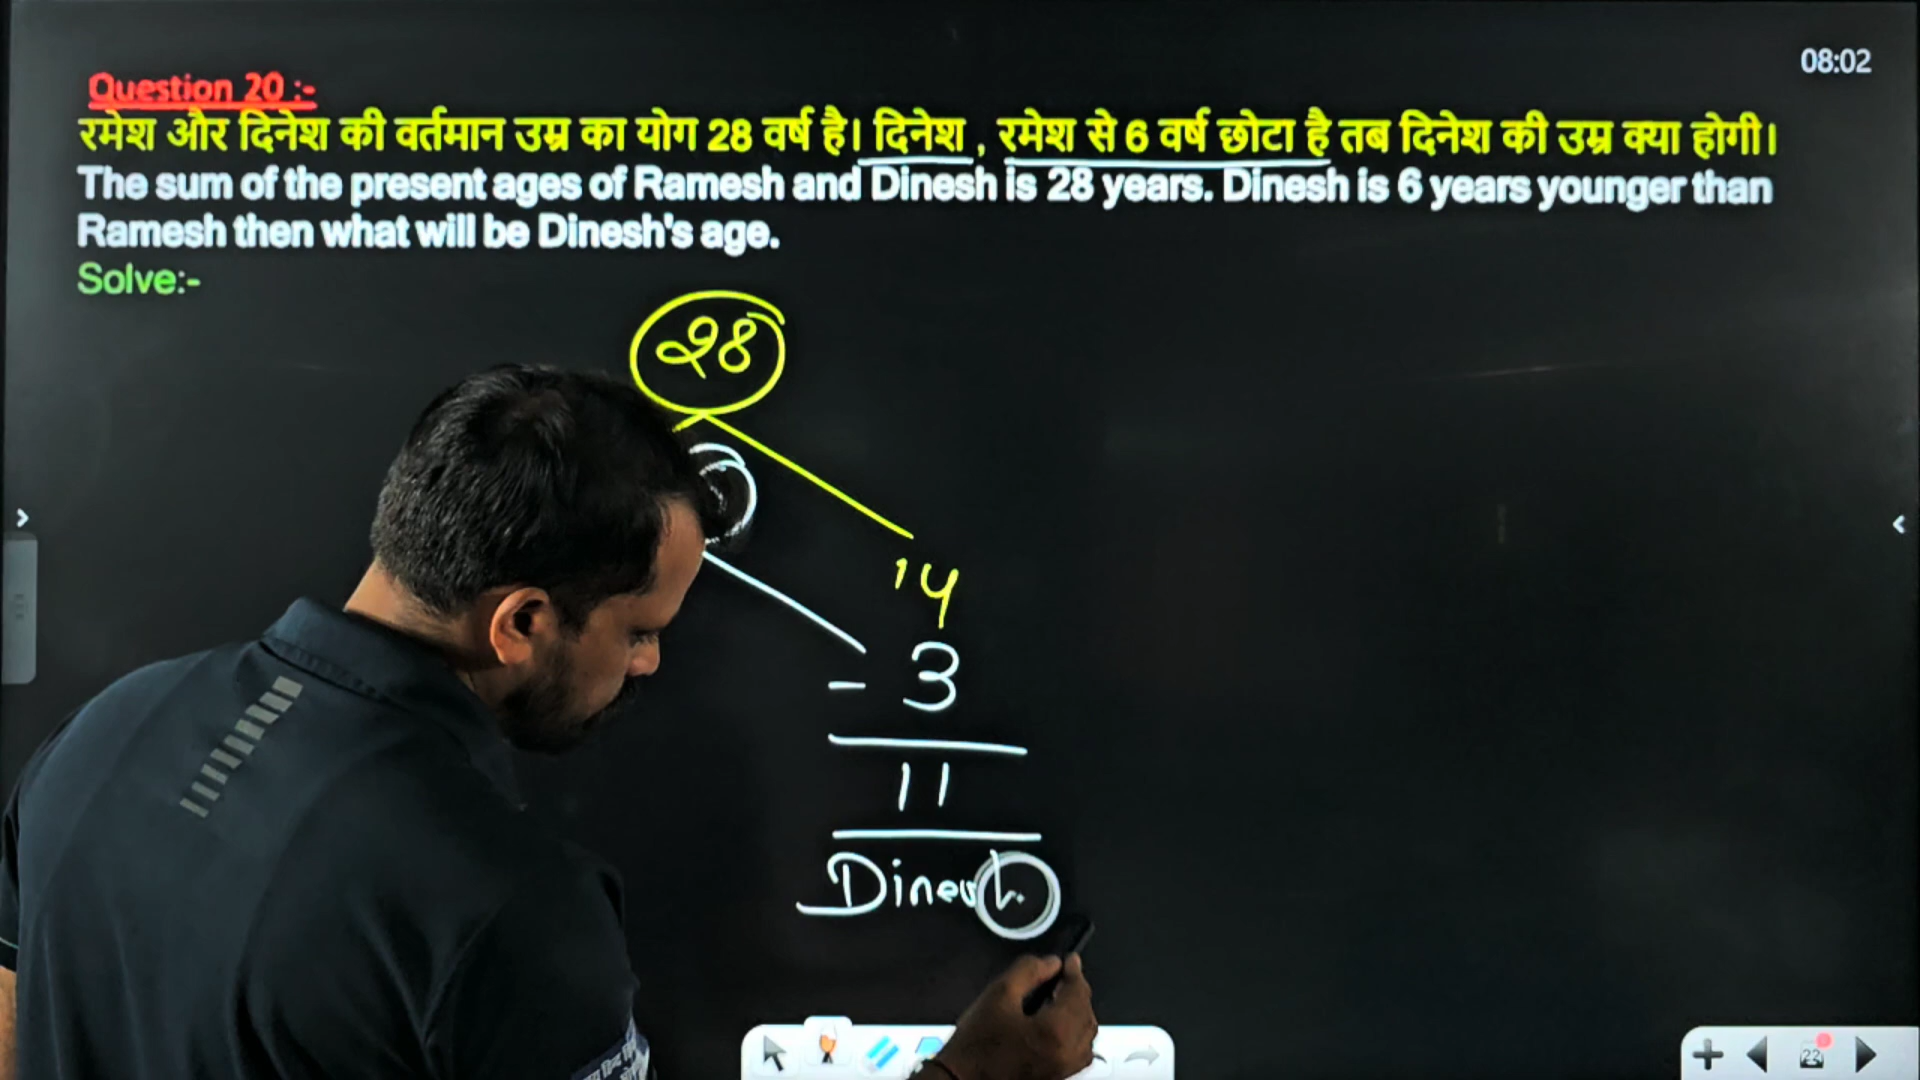 08:02
Question 20 :-
रमेश और दिनेश की वर्तमान उम्र का योग 28 वर्ष है। दिनेश , रमेश से 6 वर्ष छोटा है तब दिनेश की उम्र क्या होगी।
The sum of the present ages of Ramesh and Dinesh is 28 years. Dinesh is 6 years younger than
Ramesh then what will be Dinesh's age.
Solve:-
28
14
- 3
11
Dinesh
22